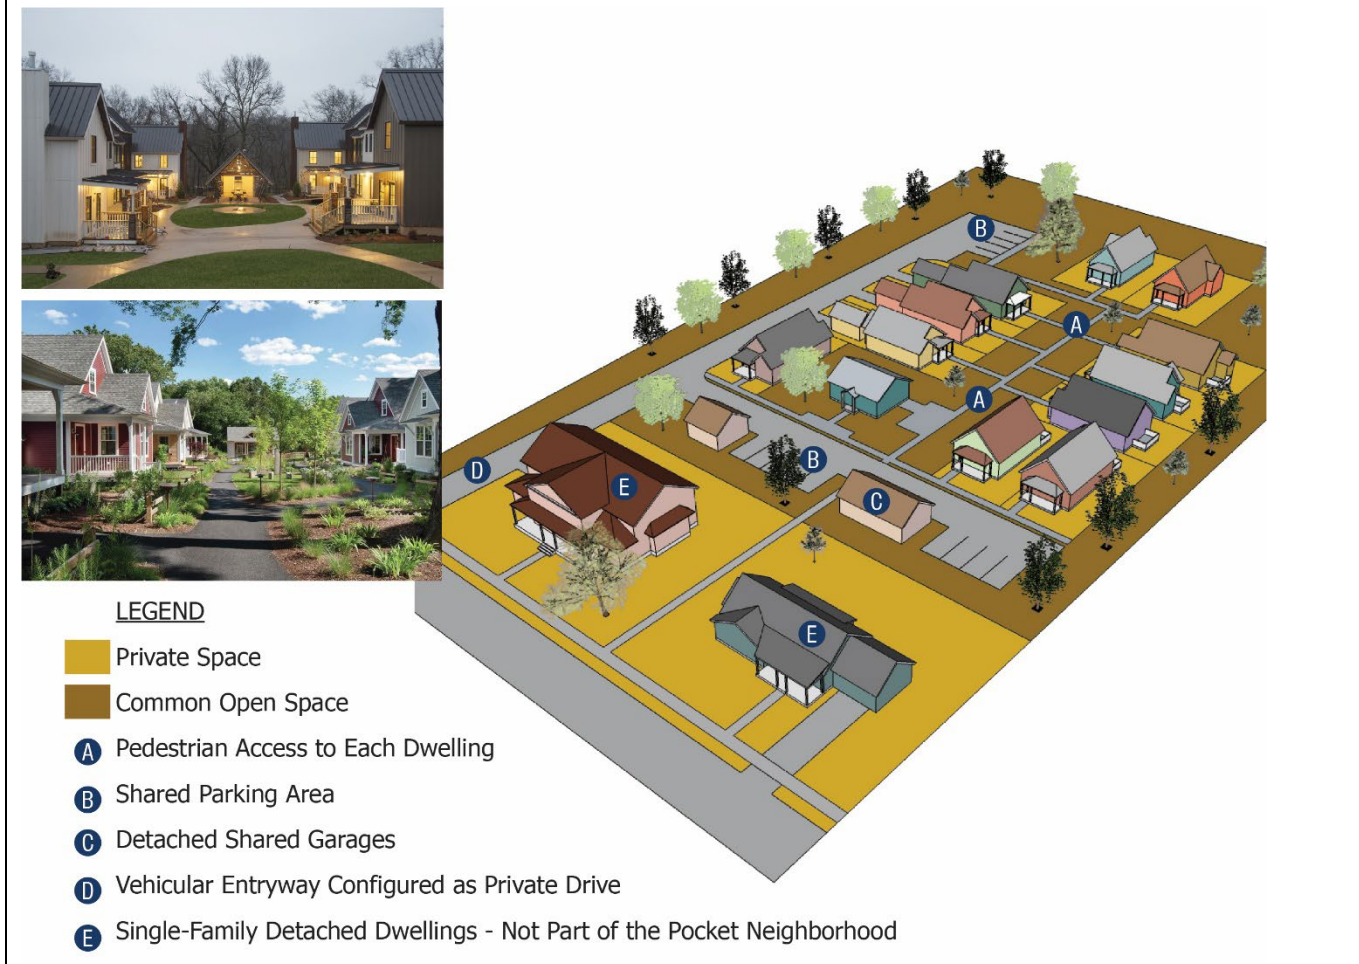 B
A
A
D
E
B
C
E
LEGEND
Private Space
Common Open Space
A Pedestrian Access to Each Dwelling
B Shared Parking Area
C Detached Shared Garages
D Vehicular Entryway Configured as Private Drive
E Single-Family Detached Dwellings - Not Part of the Pocket Neighborhood